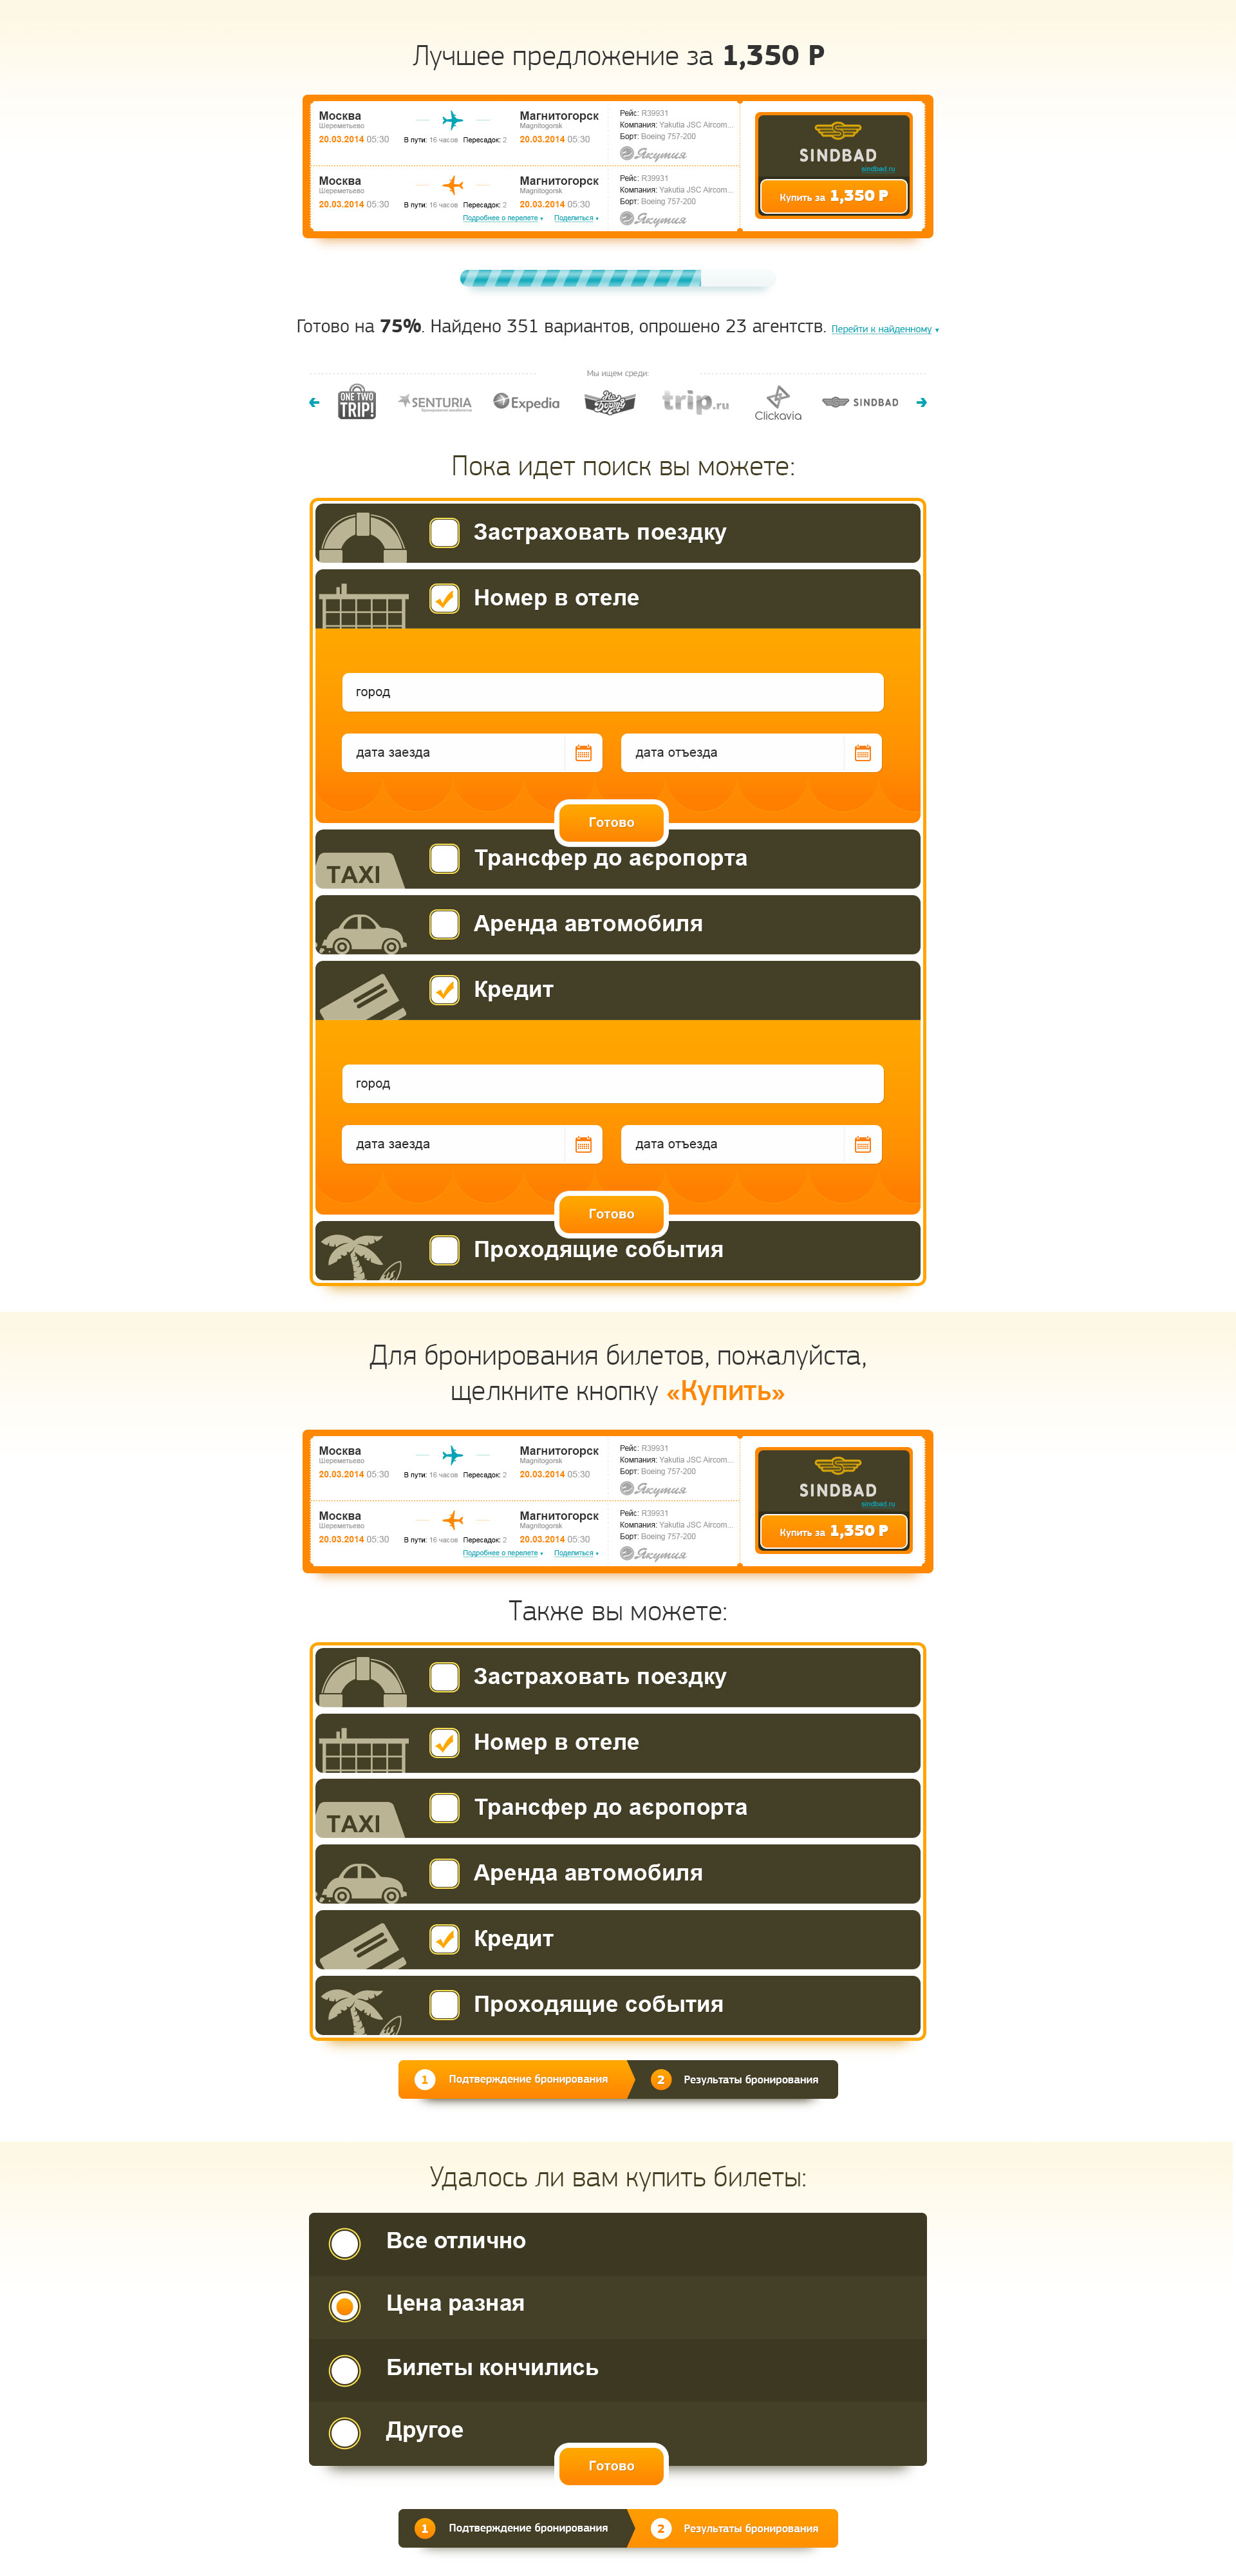 Лучшее предложение за 1,350 Р
Москва
Шереметьево
20.03.2014 05:30
В пути: 16 часов Пересадок: 2
Магнитогорск
Magnitogorsk
20.03.2014 05:30
Рейс: R39931
Компания: Yakutia JSC Aircom...
Борт: Boeing 757-200
Якутия
Москва
Шереметьево
20.03.2014 05:30
В пути: 16 часов Пересадок: 2
Магнитогорск
Magnitogorsk
20.03.2014 05:30
Подробнее о перелете Поделиться
Рейс: R39931
Компания: Yakutia JSC Aircom...
Борт: Boeing 757-200
Якутия
SINDBAD
sindbad.ru
Купить за 1,350 Р
Готово на 75%. Найдено 351 вариантов, опрошено 23 агентств. Перейти к найденному
Мы ищем среди:
ONE TWO
TRIP!
SENTURIA
Expedia
trip.ru
Clickavia
SINDBAD
Пока идет поиск вы можете:
Застраховать поездку
Номер в отеле
город
дата заезда
дата отъезда
Готово
TAXI
Трансфер до аєропорта
Аренда автомобиля
Кредит
город
дата заезда
дата отъезда
Готово
Проходящие события
Для бронирования билетов, пожалуйста,
щелкните кнопку «Купить»
Москва
Шереметьево
20.03.2014 05:30
В пути: 16 часов Пересадок: 2
Магнитогорск
Magnitogorsk
20.03.2014 05:30
Рейс: R39931
Компания: Yakutia JSC Aircom...
Борт: Boeing 757-200
Якутия
Москва
Шереметьево
20.03.2014 05:30
В пути: 16 часов Пересадок: 2
Магнитогорск
Magnitogorsk
20.03.2014 05:30
Подробнее о перелете Поделиться
Рейс: R39931
Компания: Yakutia JSC Aircom...
Борт: Boeing 757-200
Якутия
SINDBAD
sindbad.ru
Купить за 1,350 Р
Также вы можете:
Застраховать поездку
Номер в отеле
TAXI
Трансфер до аєропорта
Аренда автомобиля
Кредит
Проходящие события
1 Подтверждение бронирования
2 Результаты бронирования
Удалось ли вам купить билеты:
Все отлично
Цена разная
Билеты кончились
Другое
Готово
1 Подтверждение бронирования
2 Результаты бронирования